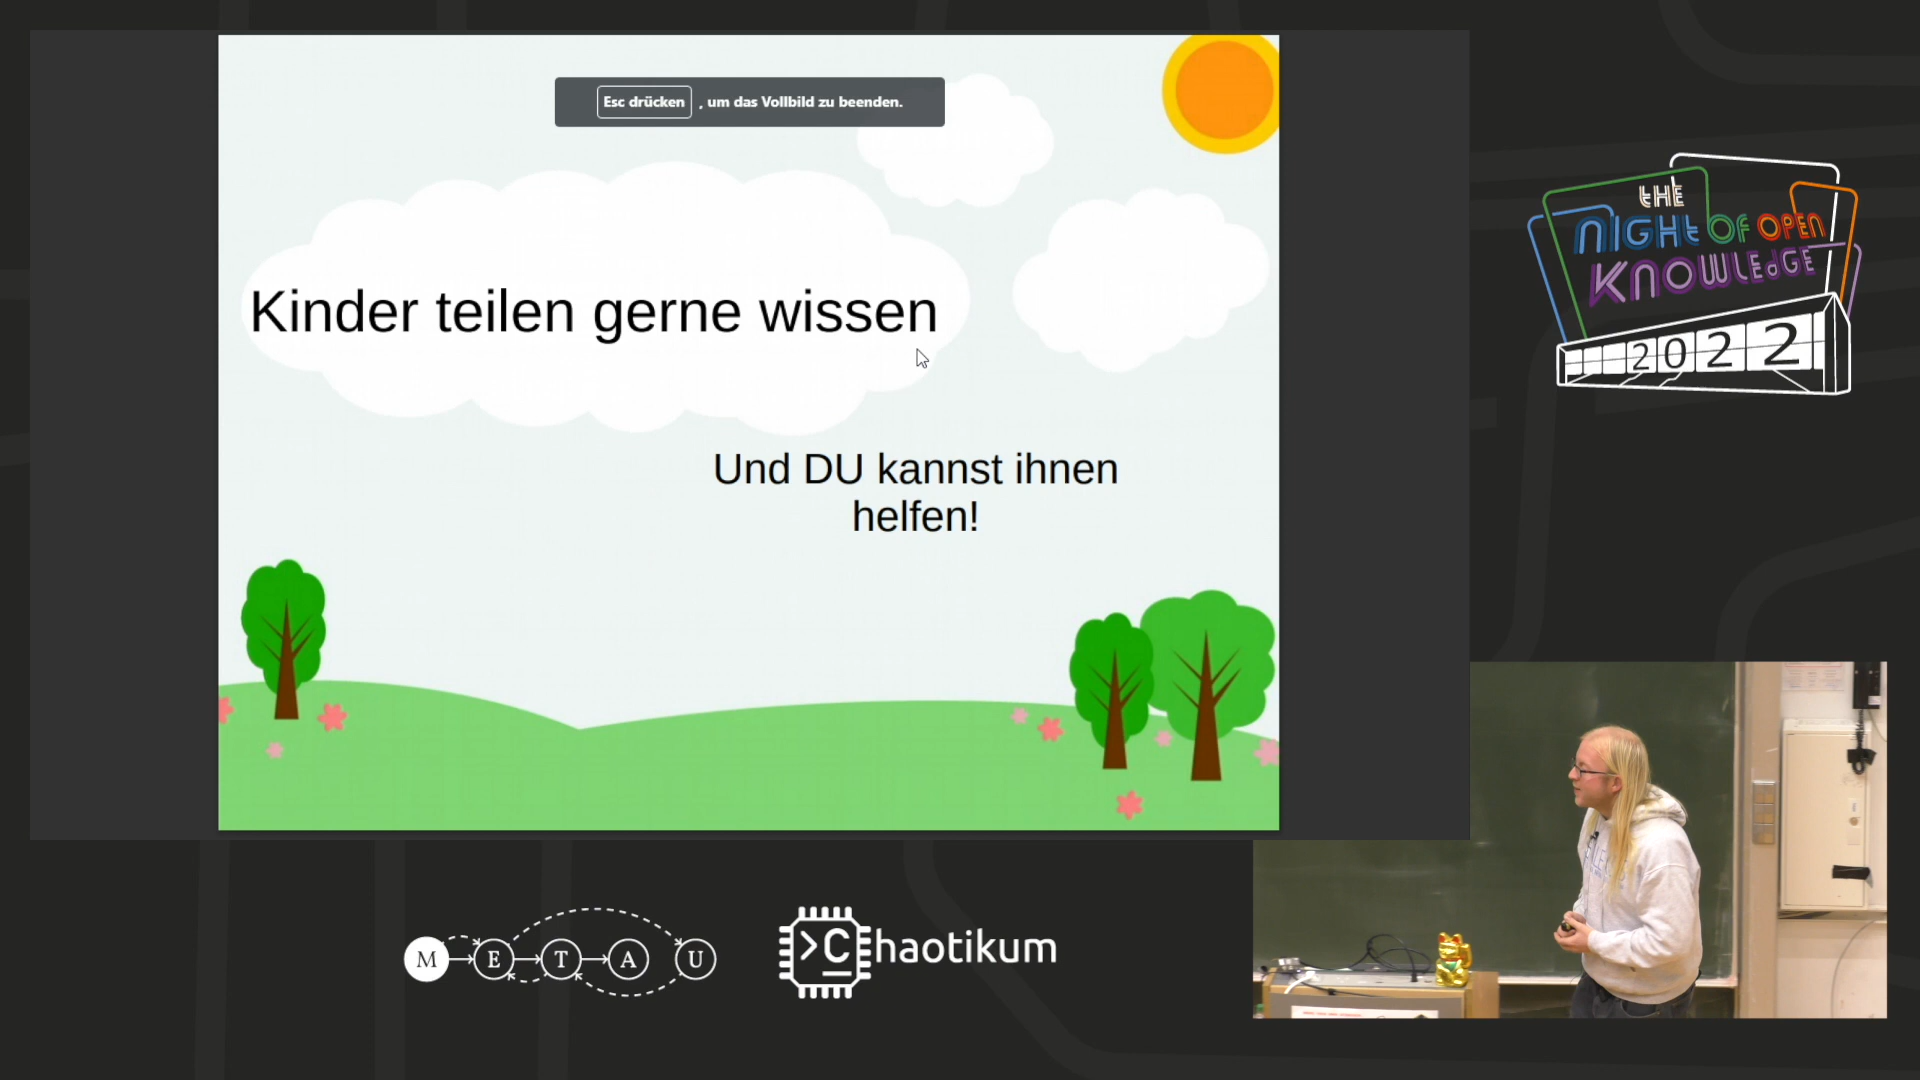 Esc drücken , um das Vollbild zu beenden.
Kinder teilen gerne wissen
Und DU kannst ihnen
helfen!
THE
NIGHT OF OPEN
KNOWLEDGE
2022
M E T A U
>Chaotikum